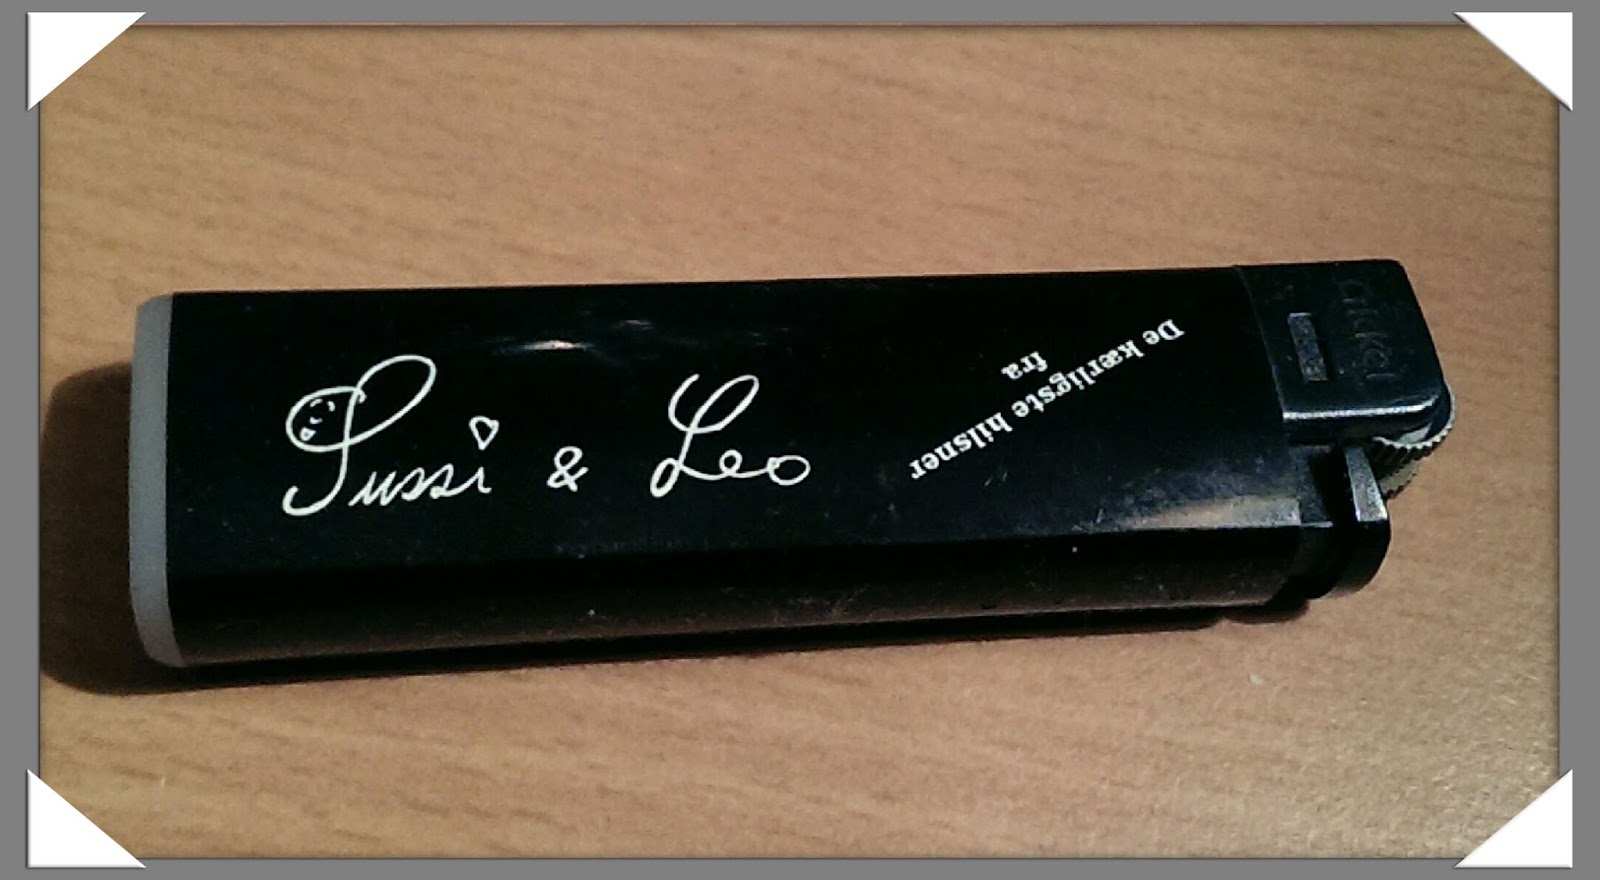 De kærligste hilsner
fra
Sussi & Leo